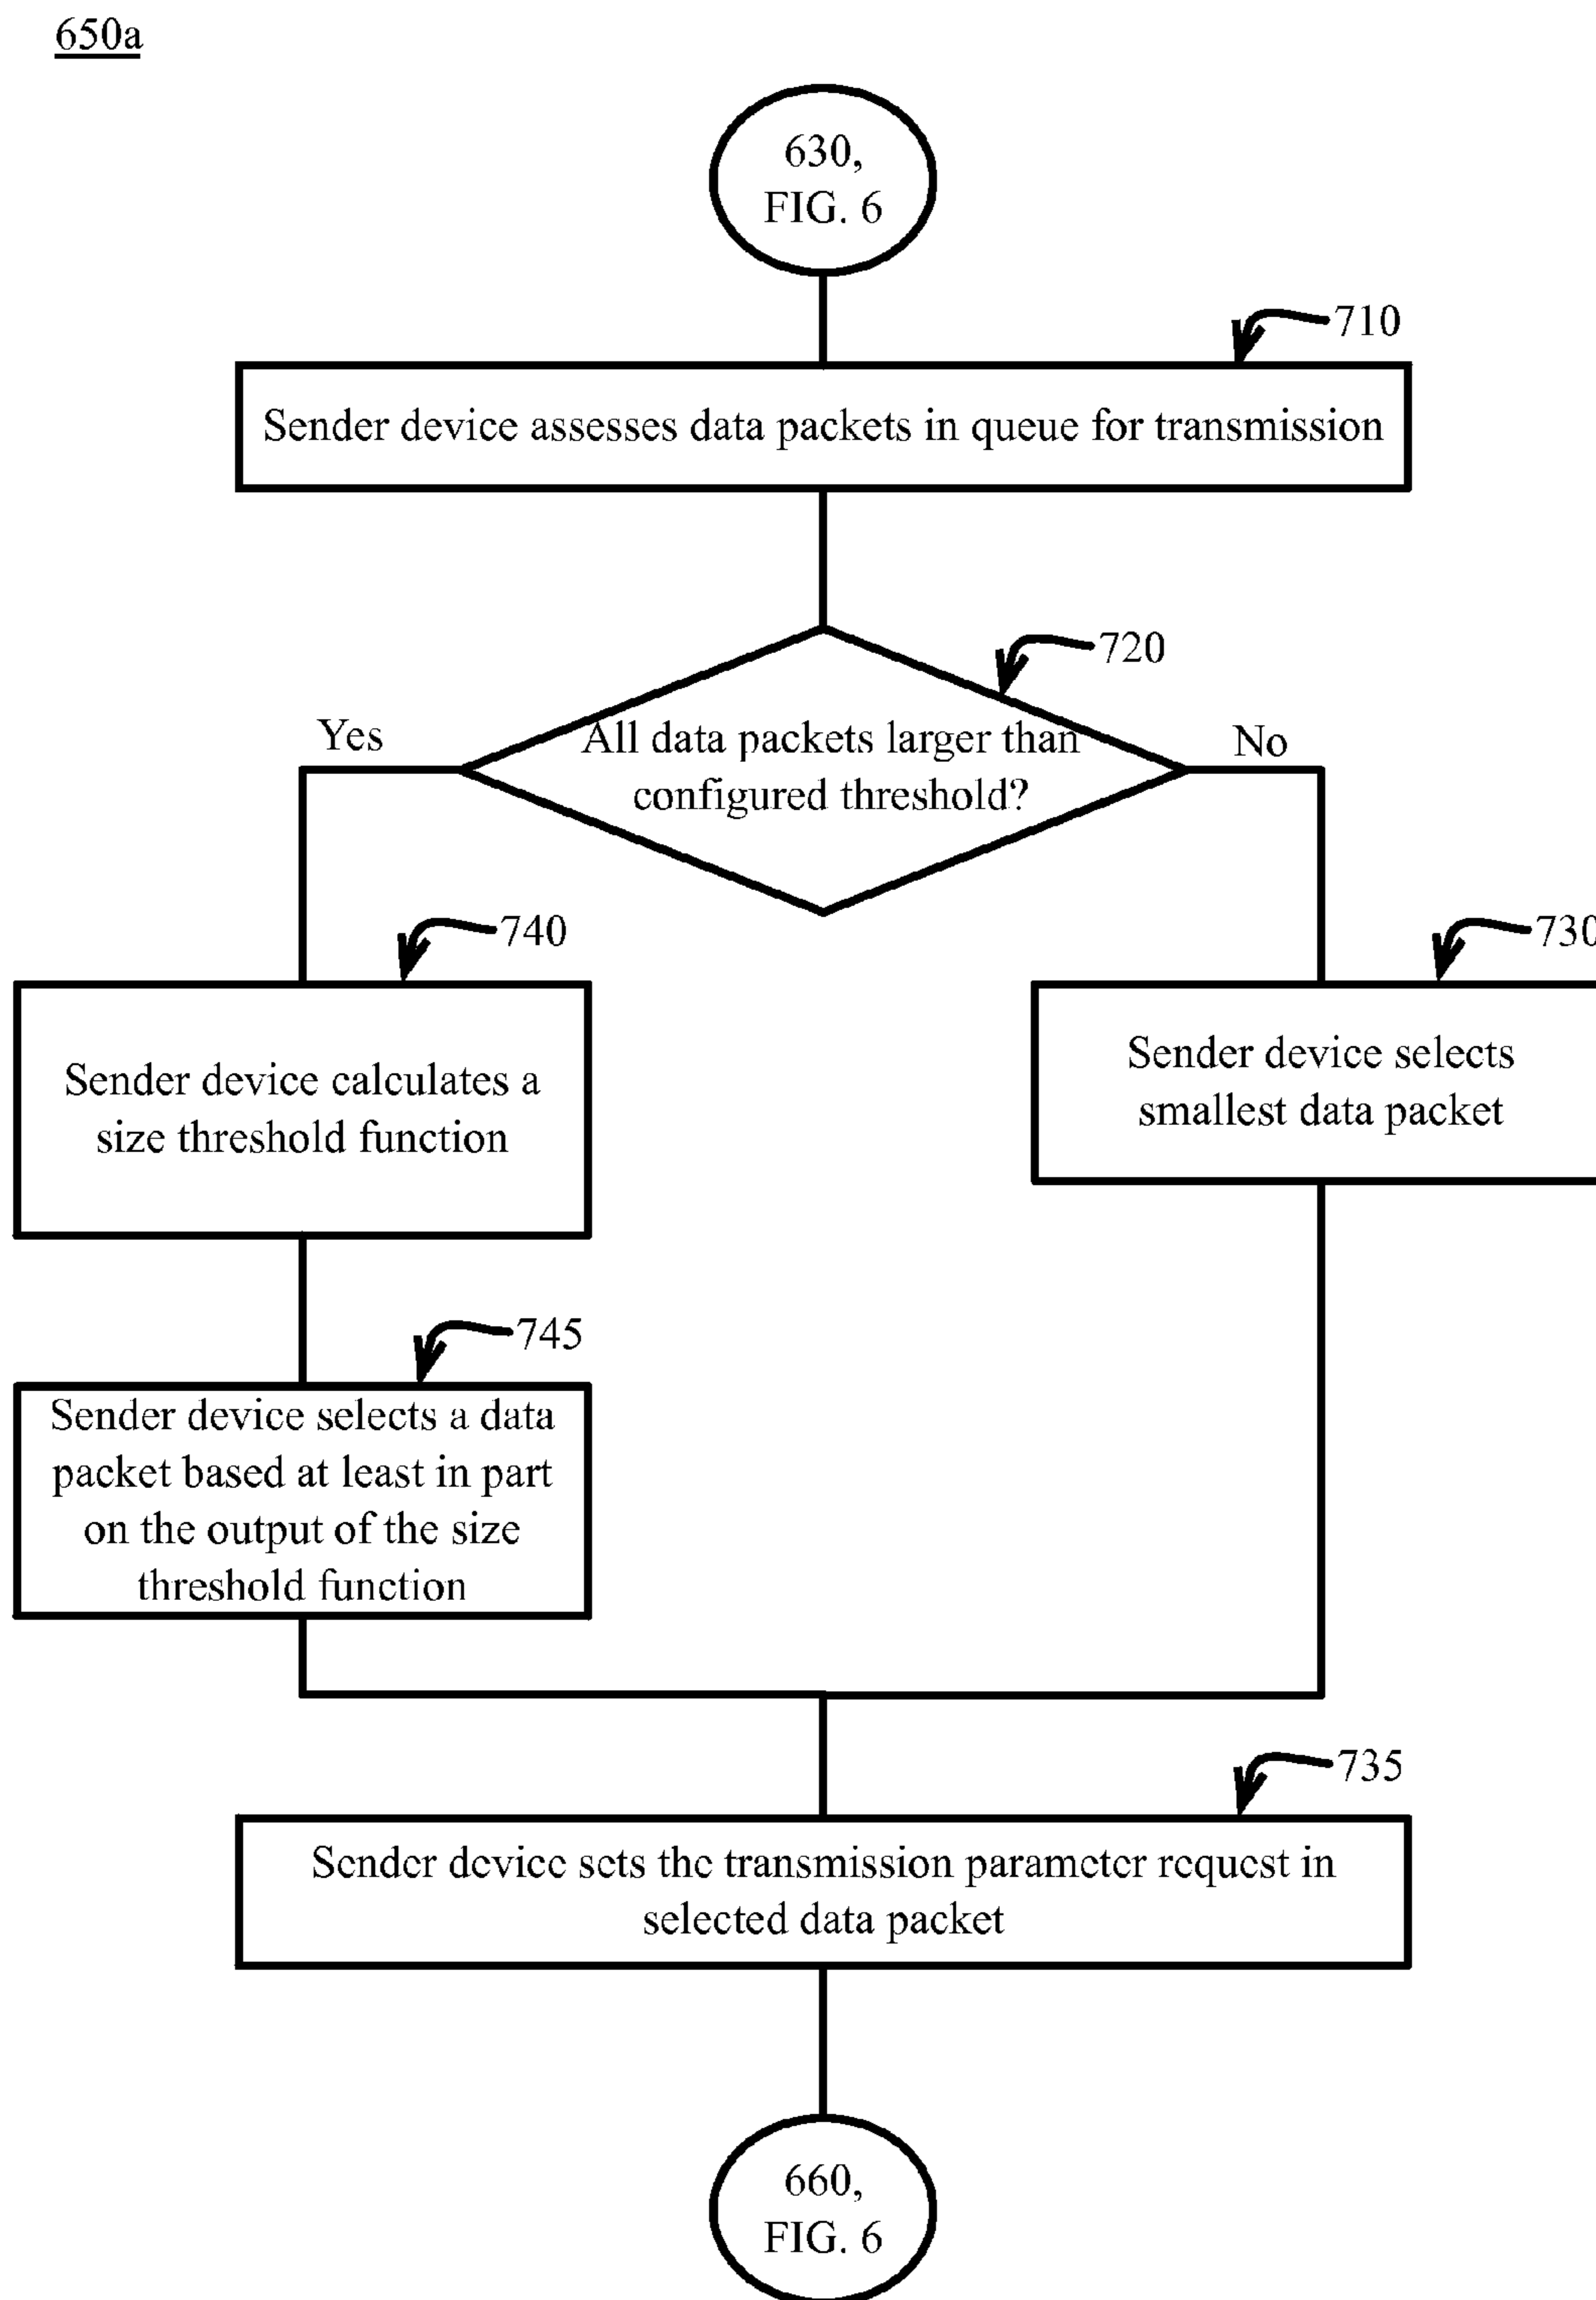 650a
630,
FIG. 6
710
Sender device assesses data packets in queue for transmission
720
Yes
No
All data packets larger than
configured threshold?
740
730
Sender device calculates a
size threshold function
Sender device selects
smallest data packet
745
Sender device selects a data
packet based at least in part
on the output of the size
threshold function
735
Sender device sets the transmission parameter request in
selected data packet
660,
FIG. 6